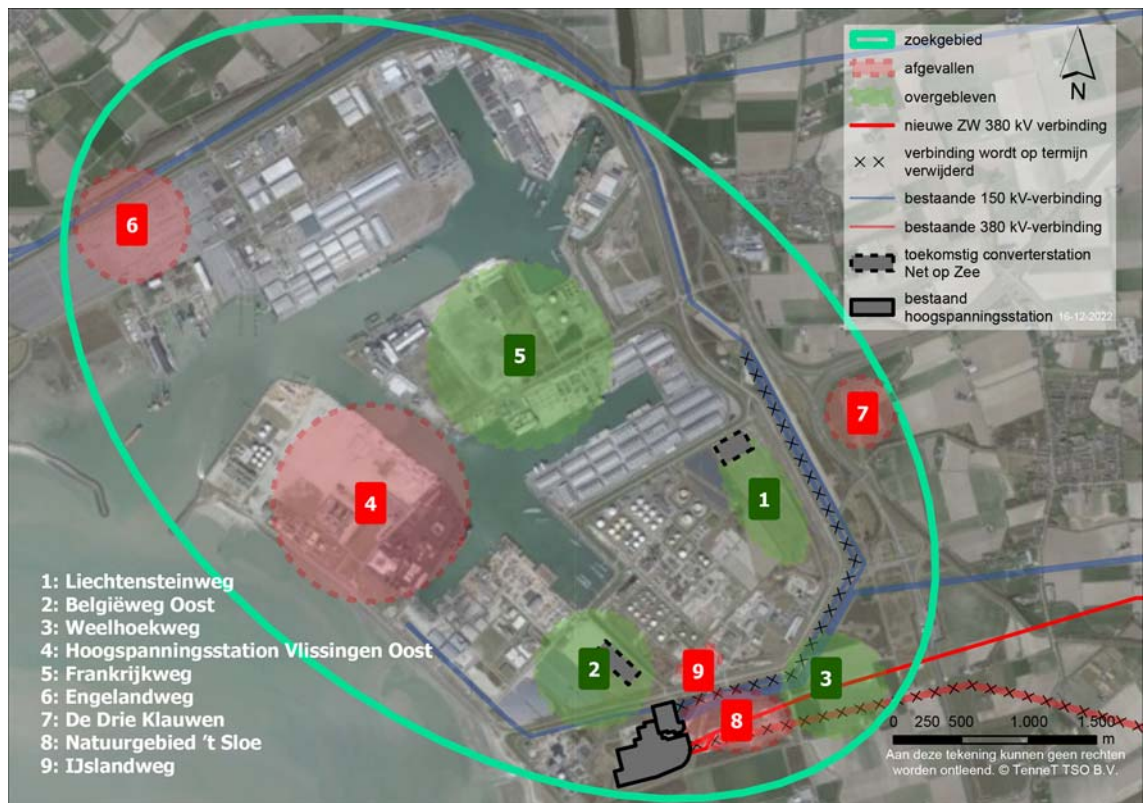 zoekgebied
afgevallen
overgebleven
nieuwe ZW 380 kV verbinding
verbinding wordt op termijn
verwijderd
bestaande 150 kV-verbinding
bestaande 380 kV-verbinding
toekomstig converterstation
Net op Zee
bestaand
hoogspanningsstation
16-12-2022
N
6
5
7
4
1
2
9
3
8
1: Liechtensteinweg
2: Belgiëweg Oost
3: Weelhoekweg
4: Hoogspanningsstation Vlissingen Oost
5: Frankrijkweg
6: Engelandweg
7: De Drie Klauwen
8: Natuurgebied 't Sloe
9: IJslandweg
0 250 500 1.000 1.500
m
Aan deze tekening kunnen geen rechten
worden ontleend. © TenneT TSO B.V.